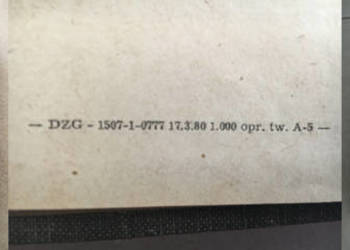 — DZG - 1507-1-0777 17.3.80 1.000 opr. tw. A-5 —